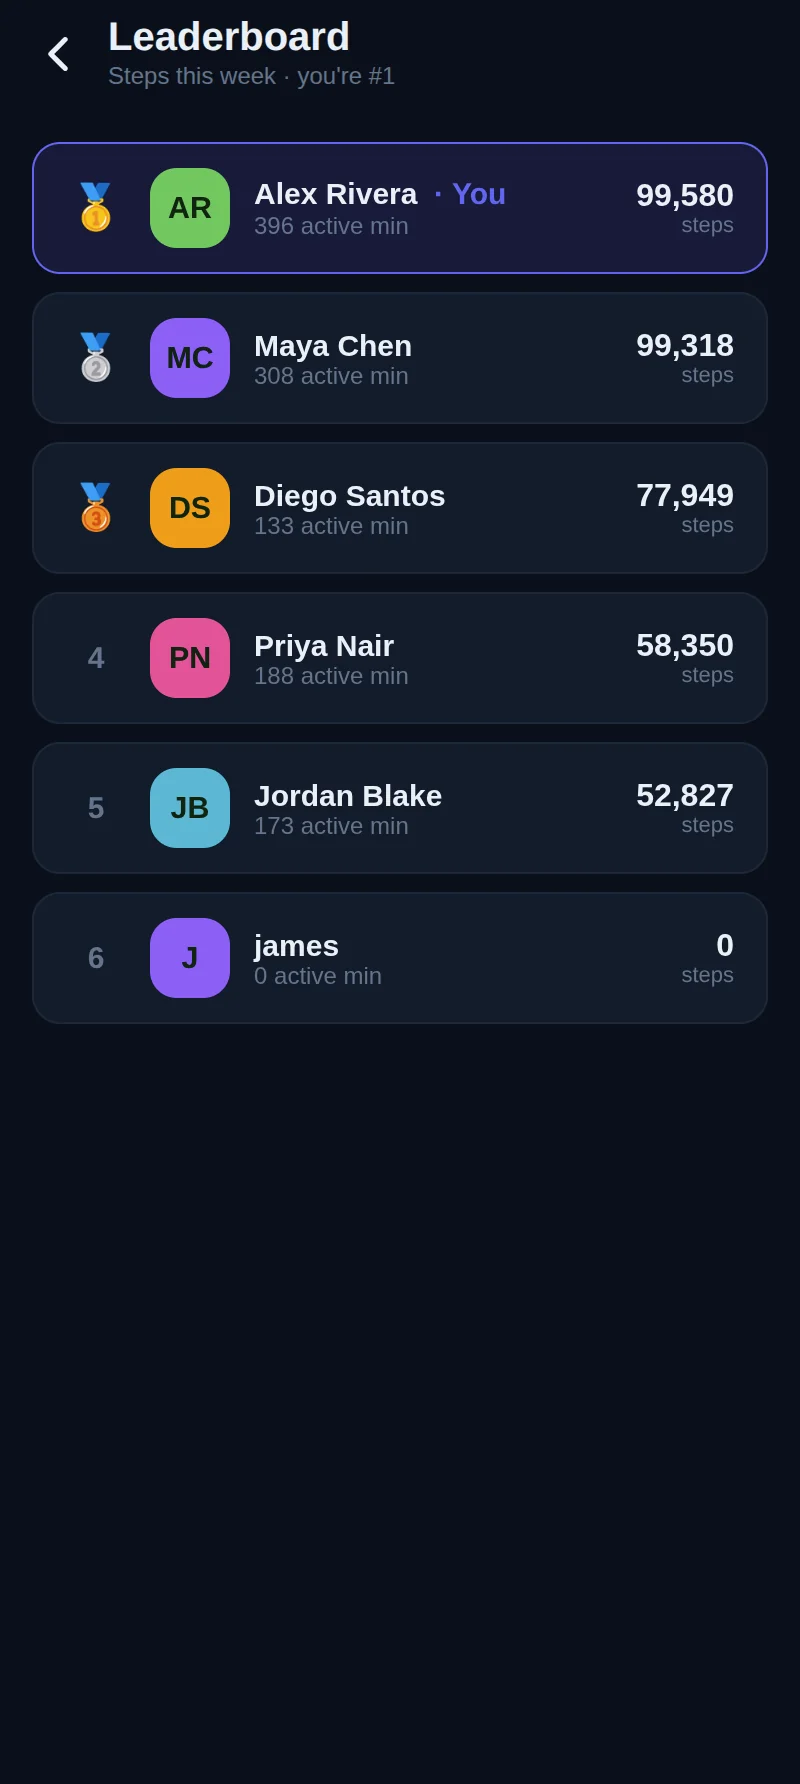 Leaderboard
Steps this week · you're #1
1 AR Alex Rivera · You 99,580
396 active min steps
2 MC Maya Chen 99,318
308 active min steps
3 DS Diego Santos 77,949
133 active min steps
4 PN Priya Nair 58,350
188 active min steps
5 JB Jordan Blake 52,827
173 active min steps
6 J james 0
0 active min steps